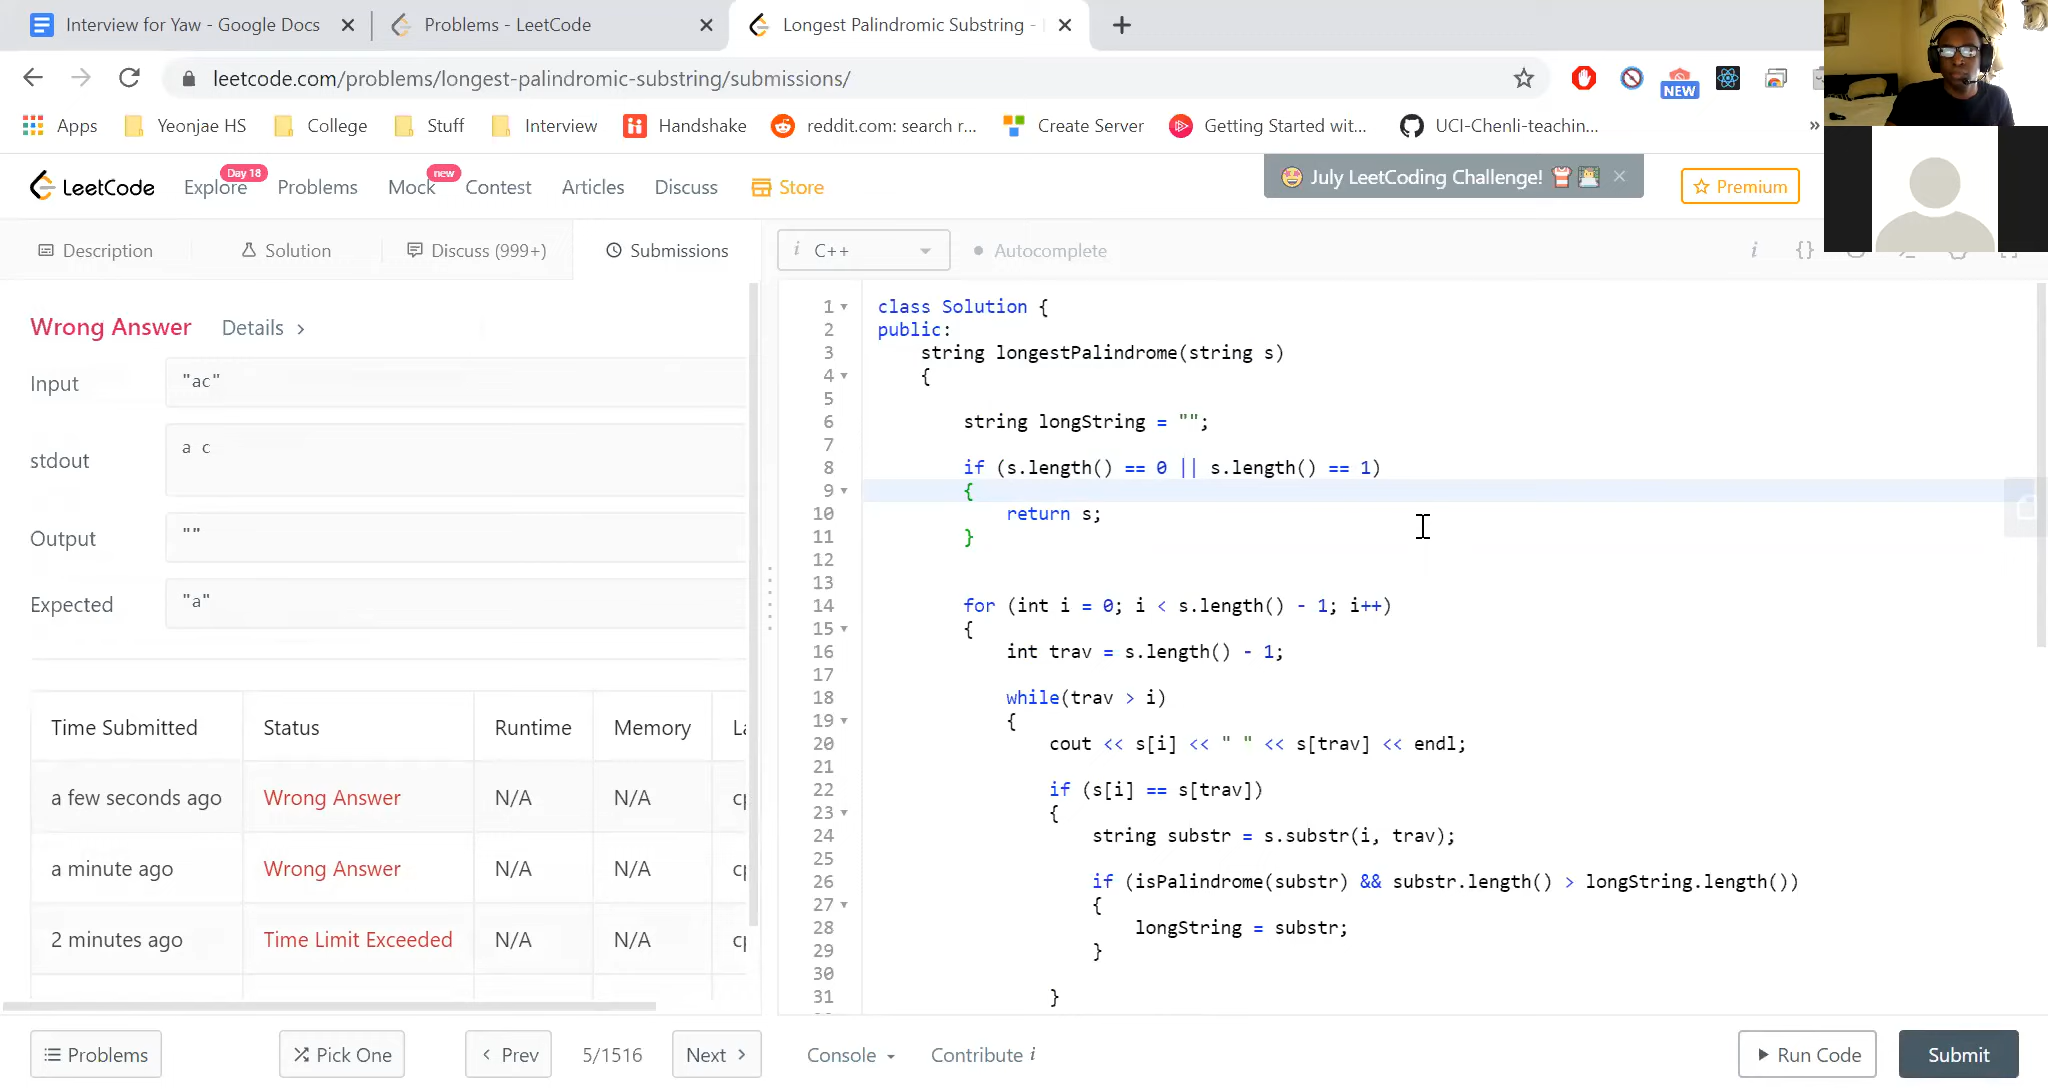 Interview for Yaw - Google Docs
Problems - LeetCode
Longest Palindromic Substring -
leetcode.com/problems/longest-palindromic-substring/submissions/
NEW
Apps
Yeonjae HS
College
Stuff
Interview
Handshake
reddit.com: search r...
Create Server
Getting Started wit...
UCI-Chenli-teachin...
»
LeetCode
Explore
Day 18
Problems
Mock
new
Contest
Articles
Discuss
Store
July LeetCoding Challenge!
Premium
Description
Solution
Discuss (999+)
Submissions
i C++
Autocomplete
i {}
Wrong Answer
Details >
Input
"ac"
stdout
a c
Output
""
Expected
"a"
Time Submitted Status Runtime Memory
a few seconds ago Wrong Answer N/A N/A
a minute ago Wrong Answer N/A N/A
2 minutes ago Time Limit Exceeded N/A N/A
1 class Solution {
2 public:
3 string longestPalindrome(string s)
4 {
5
6 string longString = "";
7
8 if (s.length() == 0 || s.length() == 1)
9 {
10 return s;
11 }
12
13
14 for (int i = 0; i < s.length() - 1; i++)
15 {
16 int trav = s.length() - 1;
17
18 while(trav > i)
19 {
20 cout << s[i] << " " << s[trav] << endl;
21
22 if (s[i] == s[trav])
23 {
24 string substr = s.substr(i, trav);
25
26 if (isPalindrome(substr) && substr.length() > longString.length())
27 {
28 longString = substr;
29 }
30
31 }
Problems
Pick One
Prev
5/1516
Next
Console
Contribute i
Run Code
Submit